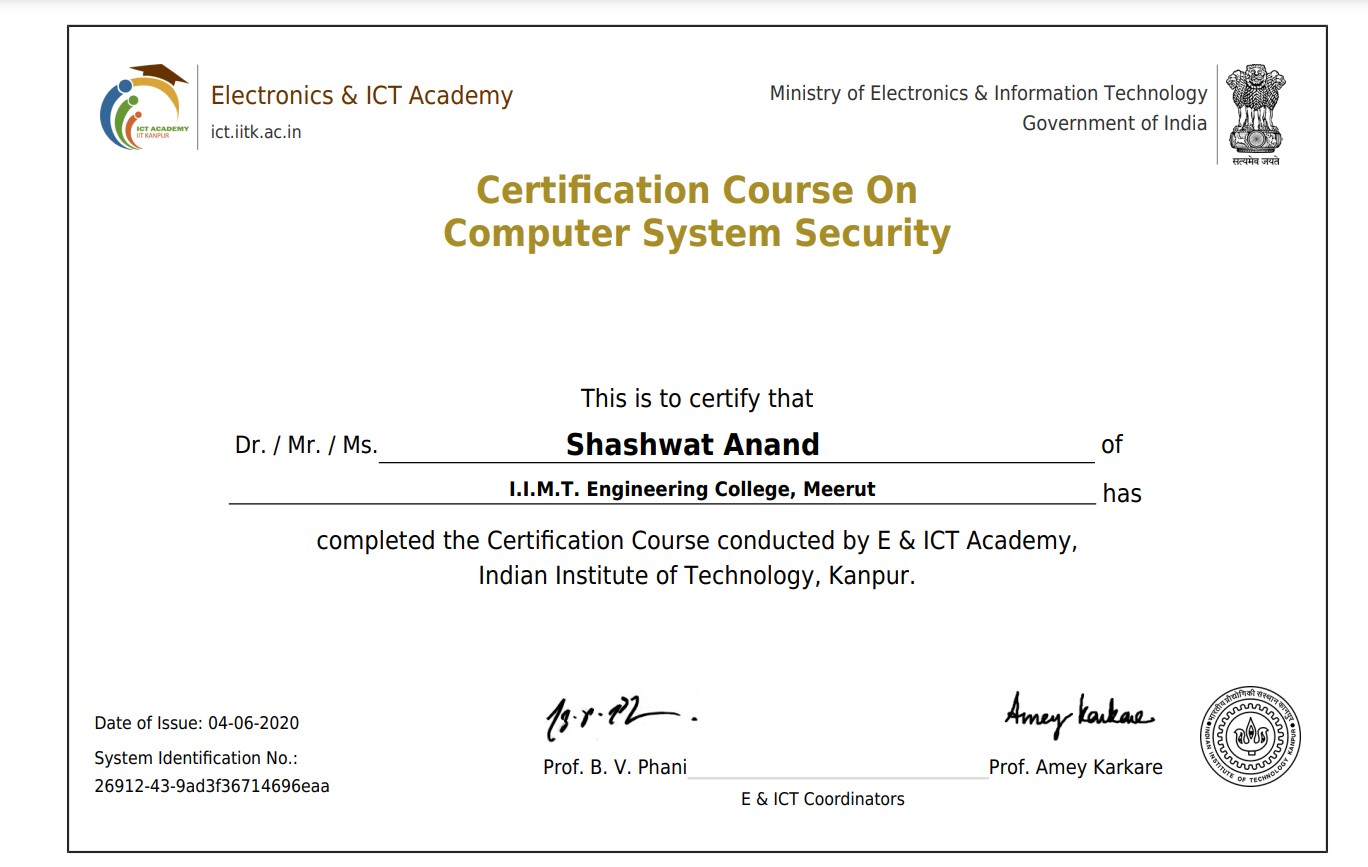 ICT ACADEMY
IIT KANPUR
Electronics & ICT Academy
ict.iitk.ac.in
Ministry of Electronics & Information Technology
Government of India
सत्यमेव जयते
Certification Course On
Computer System Security
This is to certify that
Dr. / Mr. / Ms. Shashwat Anand of
I.I.M.T. Engineering College, Meerut has
completed the Certification Course conducted by E & ICT Academy,
Indian Institute of Technology, Kanpur.
Date of Issue: 04-06-2020
System Identification No.:
26912-43-9ad3f36714696eaa
Amey Karkare
Prof. B. V. Phani
Prof. Amey Karkare
E & ICT Coordinators
भारतीय प्रौद्योगिकी संस्थान कानपुर
INDIAN INSTITUTE OF TECHNOLOGY KANPUR